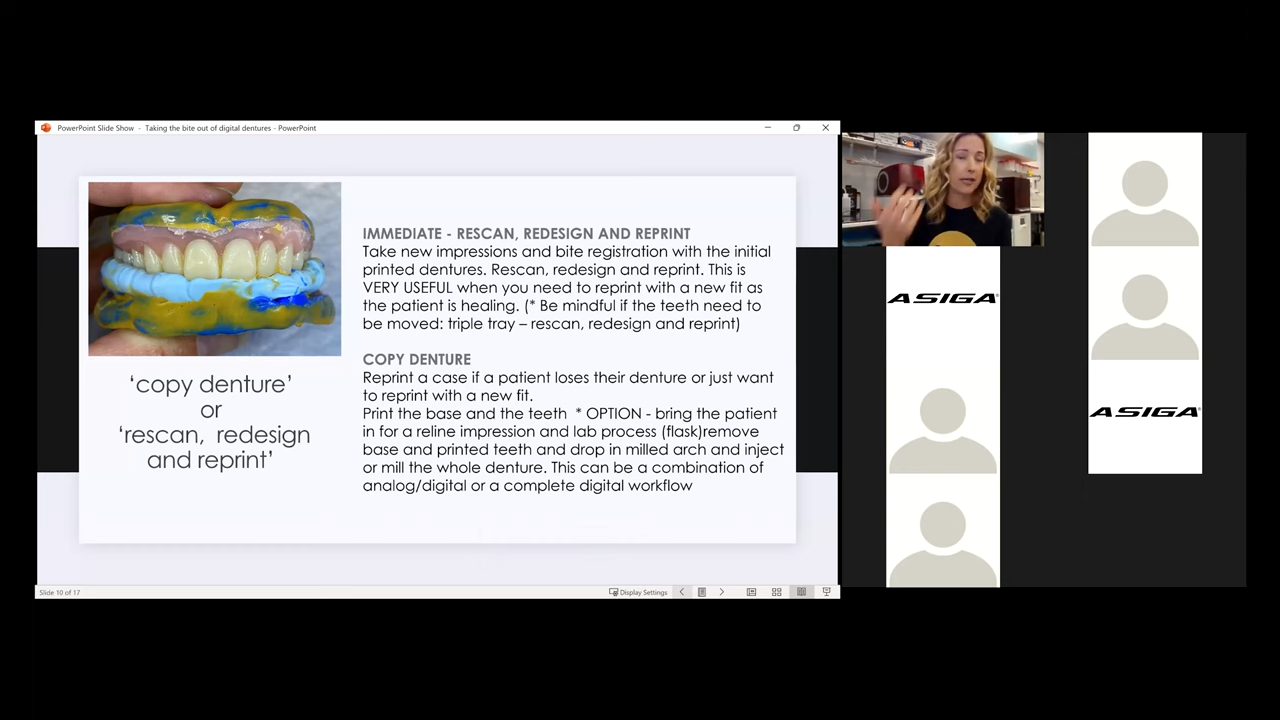 PowerPoint Slide Show - Taking the bite out of digital dentures - PowerPoint
IMMEDIATE - RESCAN, REDESIGN AND REPRINT
Take new impressions and bite registration with the initial
printed dentures. Rescan, redesign and reprint. This is
VERY USEFUL when you need to reprint with a new fit as
the patient is healing. (* Be mindful if the teeth need to
be moved: triple tray – rescan, redesign and reprint)
COPY DENTURE
Reprint a case if a patient loses their denture or just want
to reprint with a new fit.
Print the base and the teeth * OPTION - bring the patient
in for a reline impression and lab process (flask)remove
base and printed teeth and drop in milled arch and inject
or mill the whole denture. This can be a combination of
analog/digital or a complete digital workflow
‘copy denture’
or
‘rescan, redesign
and reprint’
Slide 10 of 17
Display Settings
ASIGA®
ASIGA®